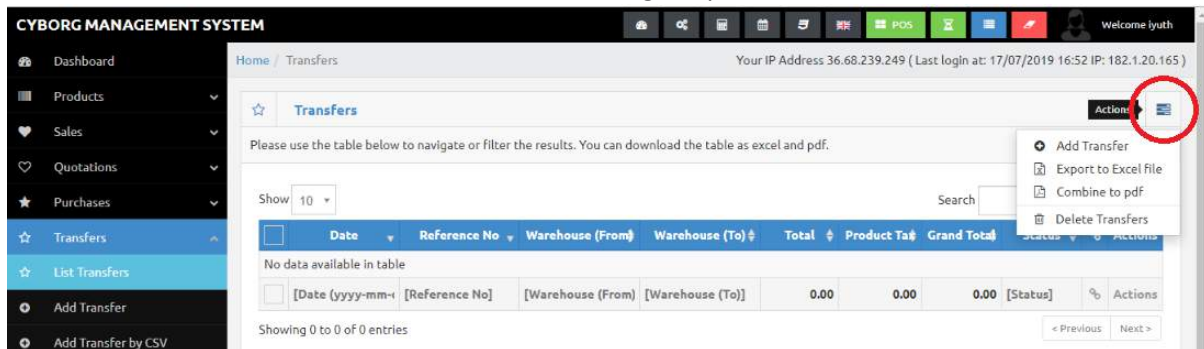 CYBORG MANAGEMENT SYSTEM
POS
Welcome iyuth
Dashboard
Products
Sales
Quotations
Purchases
Transfers
List Transfers
Add Transfer
Add Transfer by CSV
Home / Transfers
Your IP Address 36.68.239.249 ( Last login at: 17/07/2019 16:52 IP: 182.1.20.165 )
Transfers
Actions
Please use the table below to navigate or filter the results. You can download the table as excel and pdf.
Add Transfer
Export to Excel file
Combine to pdf
Delete Transfers
Show 10
Search
Date Reference No Warehouse (From) Warehouse (To) Total Product Tax Grand Total Status Actions
No data available in table
[Date (yyyy-mm- [Reference No] [Warehouse (From) [Warehouse (To)] 0.00 0.00 0.00 [Status] Actions
Showing 0 to 0 of 0 entries
< Previous Next >